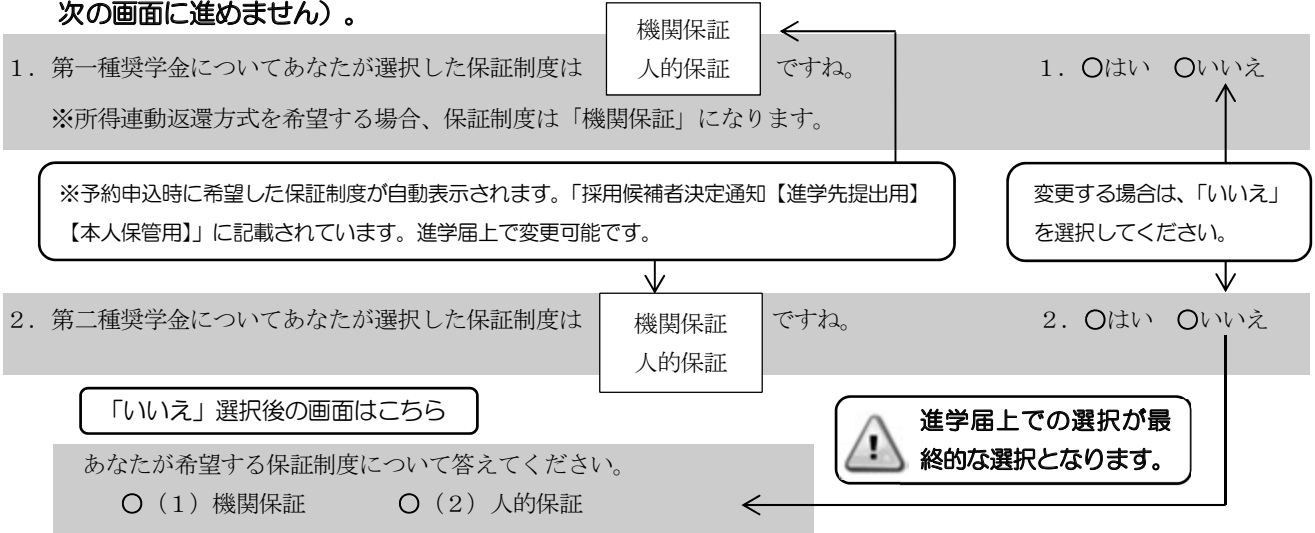 次の画面に進めません）。
機関保証
1．第一種奨学金についてあなたが選択した保証制度は 人的保証 ですね。 1．○はい ○いいえ
※所得連動返還方式を希望する場合、保証制度は「機関保証」になります。
※予約申込時に希望した保証制度が自動表示されます。「採用候補者決定通知【進学先提出用】
【本人保管用】」に記載されています。進学届上で変更可能です。
変更する場合は、「いいえ」
を選択してください。
2．第二種奨学金についてあなたが選択した保証制度は 機関保証 ですね。 2．○はい ○いいえ
人的保証
「いいえ」選択後の画面はこちら
進学届上での選択が最
終的な選択となります。
あなたが希望する保証制度について答えてください。
○（1）機関保証 ○（2）人的保証